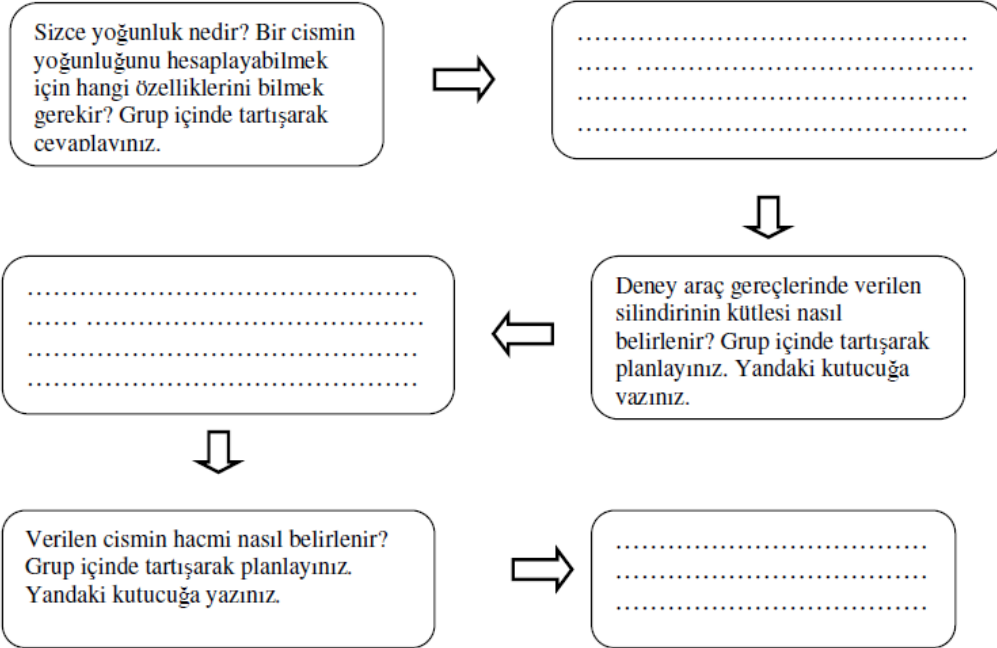 Sizce yoğunluk nedir? Bir cismin
yoğunluğunu hesaplayabilmek
için hangi özelliklerini bilmek
gerekir? Grup içinde tartışarak
cevaplayınız.
………………………………………
…… …………………………………
………………………………………
………………………………………
Deney araç gereçlerinde verilen
silindirinin kütlesi nasıl
belirlenir? Grup içinde tartışarak
planlayınız. Yandaki kutucuğa
yazınız.
………………………………………
…… …………………………………
………………………………………
………………………………………
Verilen cismin hacmi nasıl belirlenir?
Grup içinde tartışarak planlayınız.
Yandaki kutucuğa yazınız.
………………………………
………………………………
………………………………